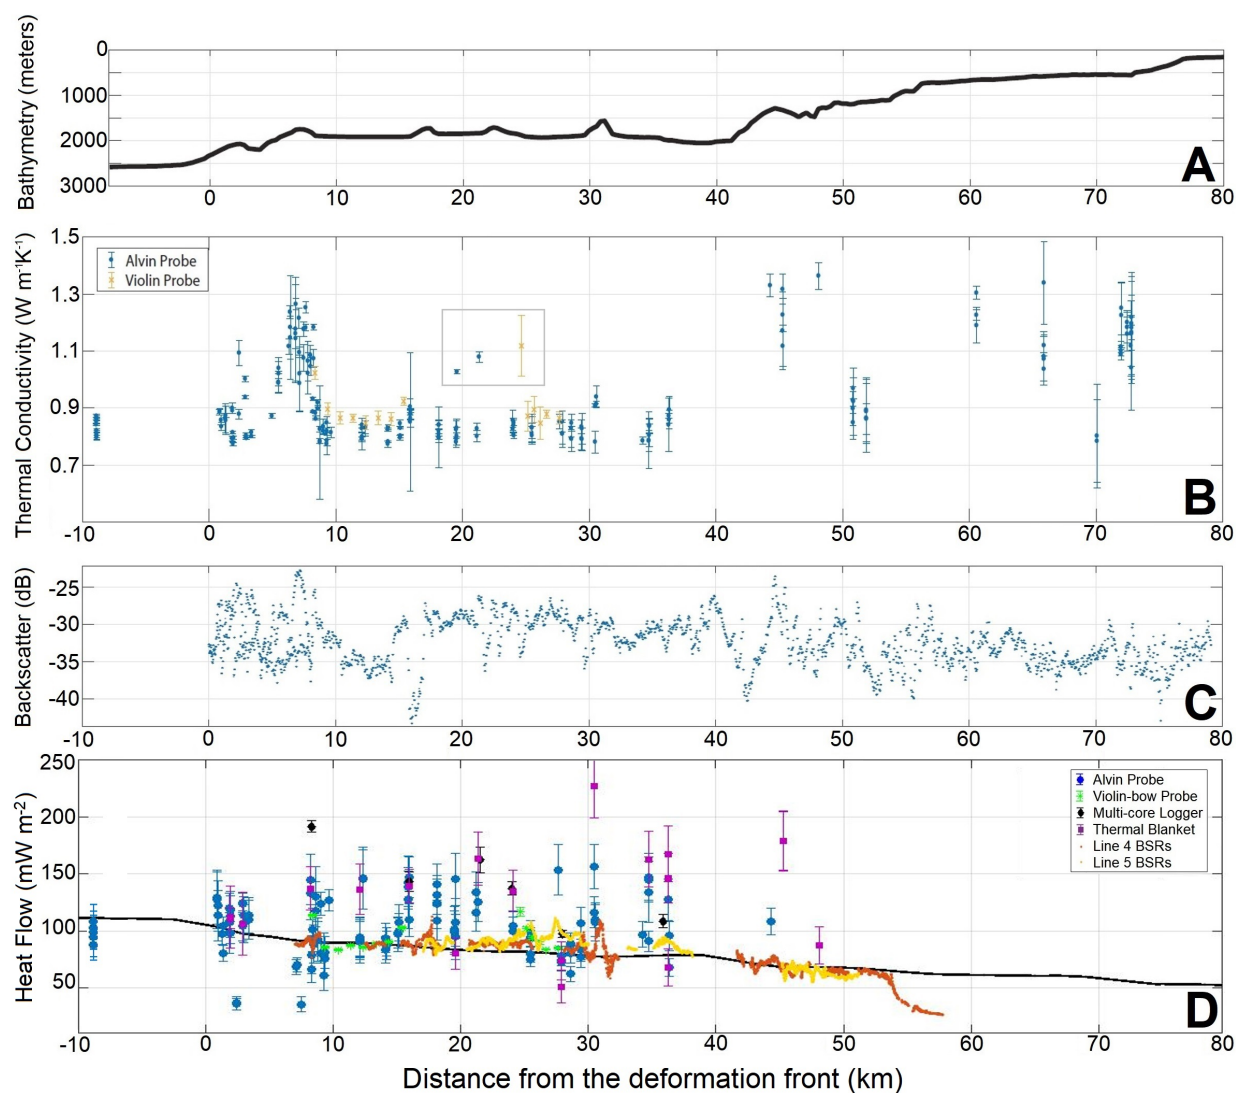 Bathymetry (meters)
0
1000
2000
3000
0 10 20 30 40 50 60 70 80
A
Thermal Conductivity (W m⁻¹K⁻¹)
1.5
1.3
1.1
0.9
0.7
Alvin Probe
Violin Probe
-10 0 10 20 30 40 50 60 70 80
B
Backscatter (dB)
-25
-30
-35
-40
-10 0 10 20 30 40 50 60 70 80
C
Heat Flow (mW m⁻²)
250
200
150
100
50
Alvin Probe
Violin-bow Probe
Multi-core Logger
Thermal Blanket
Line 4 BSRs
Line 5 BSRs
D
-10 0 10 20 30 40 50 60 70 80
Distance from the deformation front (km)